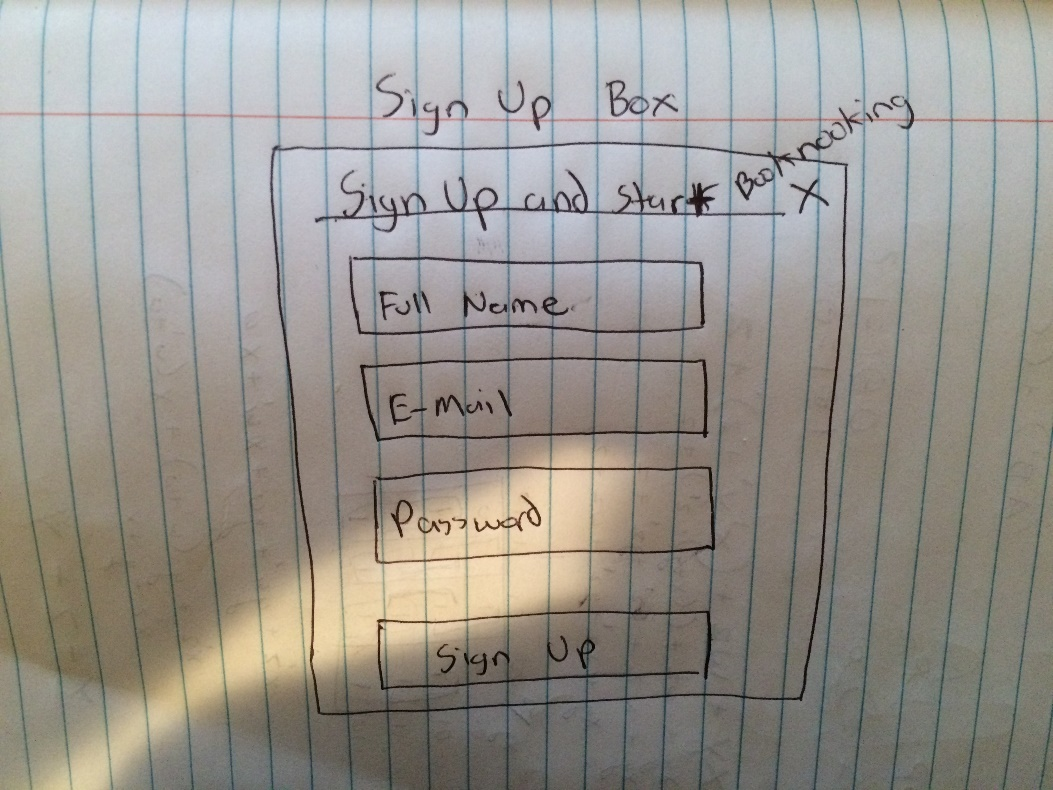 Sign Up Box
Sign Up and Start Booknooking
X
Full Name
E-Mail
Password
Sign Up